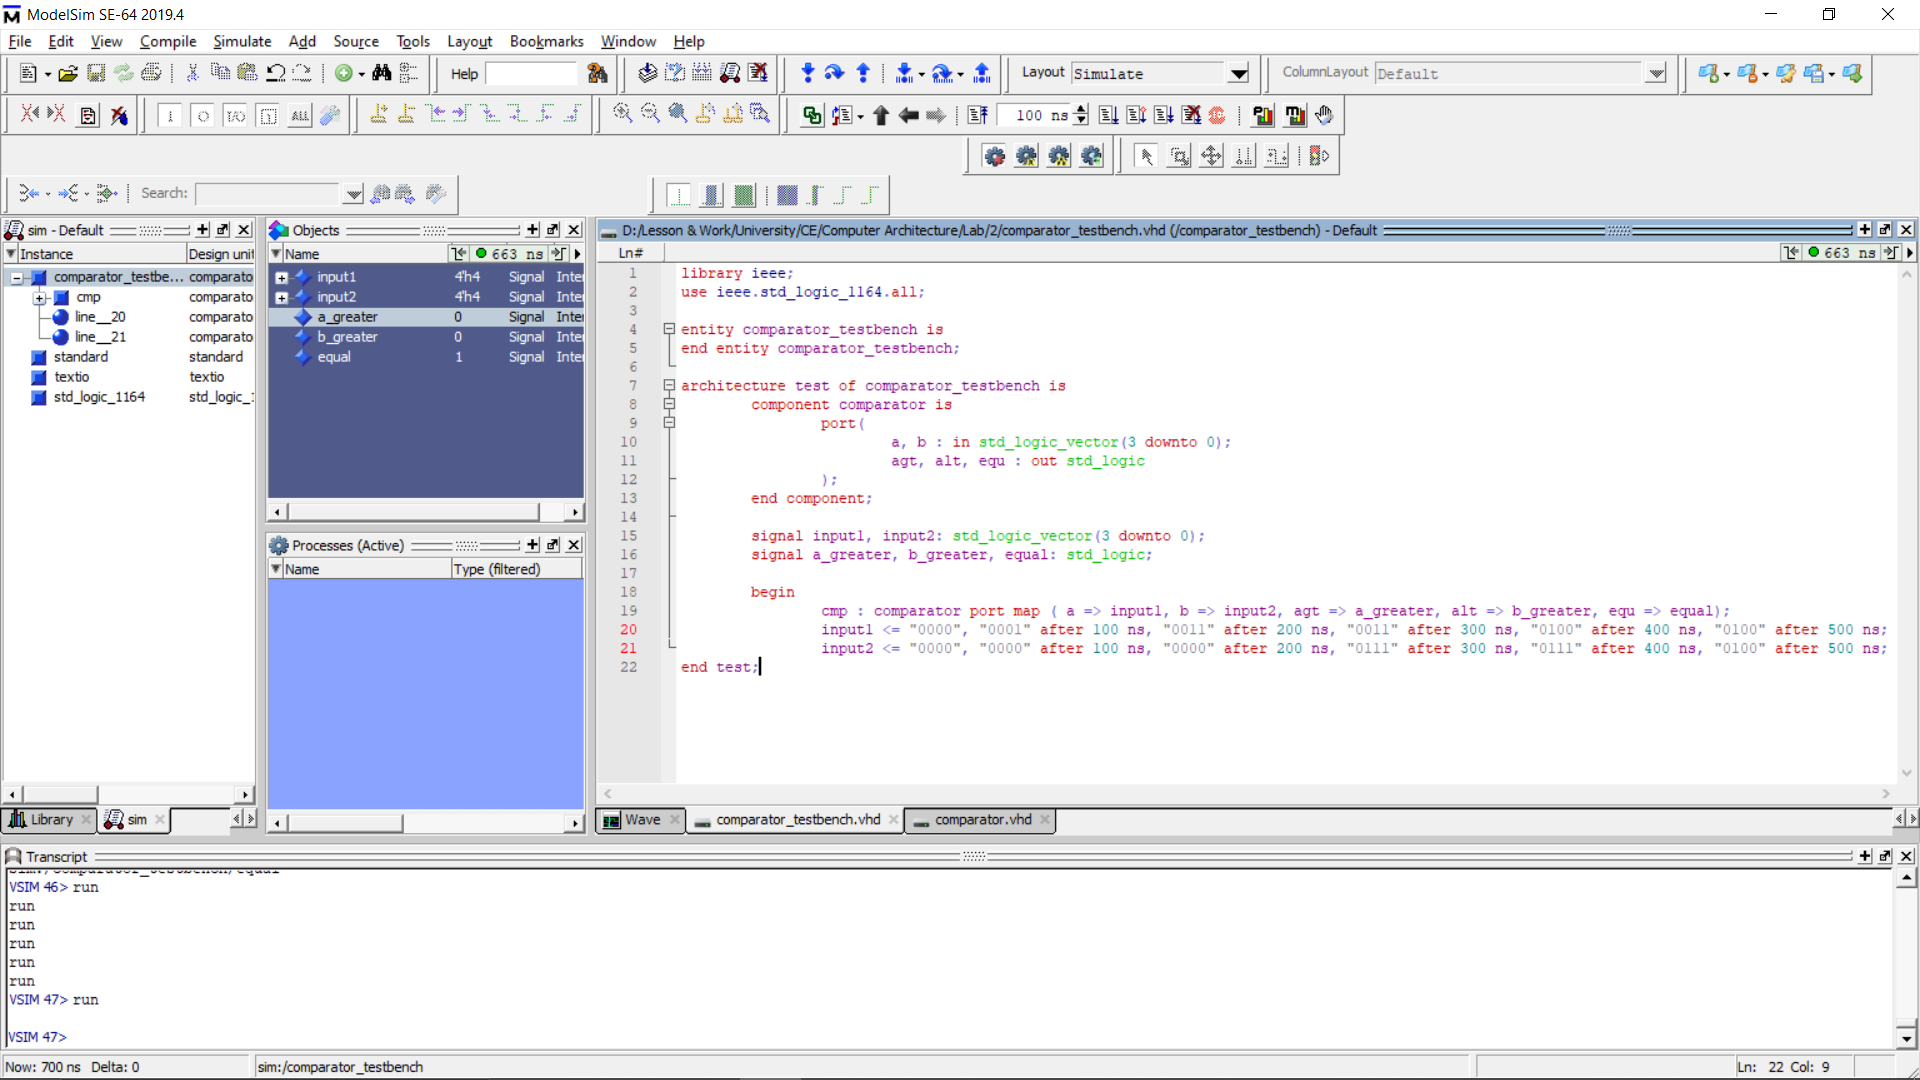 ModelSim SE-64 2019.4
File Edit View Compile Simulate Add Source Tools Layout Bookmarks Window Help
Help
Layout Simulate
ColumnLayout Default
100 ns
Search:
sim - Default
Instance Design unit
comparator_testbe... comparato
cmp comparato
line__20 comparato
line__21 comparato
standard standard
textio textio
std_logic_1164 std_logic_1
Library sim
Objects
Name 663 ns
input1 4'h4 Signal Inter
input2 4'h4 Signal Inter
a_greater 0 Signal Inter
b_greater 0 Signal Inter
equal 1 Signal Inter
Processes (Active)
Name Type (filtered)
D:/Lesson & Work/University/CE/Computer Architecture/Lab/2/comparator_testbench.vhd (/comparator_testbench) - Default
Ln# 663 ns
1 library ieee;
2 use ieee.std_logic_1164.all;
3
4 entity comparator_testbench is
5 end entity comparator_testbench;
6
7 architecture test of comparator_testbench is
8 component comparator is
9 port(
10 a, b : in std_logic_vector(3 downto 0);
11 agt, alt, equ : out std_logic
12 );
13 end component;
14
15 signal input1, input2: std_logic_vector(3 downto 0);
16 signal a_greater, b_greater, equal: std_logic;
17
18 begin
19 cmp : comparator port map ( a => input1, b => input2, agt => a_greater, alt => b_greater, equ => equal);
20 input1 <= "0000", "0001" after 100 ns, "0011" after 200 ns, "0011" after 300 ns, "0100" after 400 ns, "0100" after 500 ns;
21 input2 <= "0000", "0000" after 100 ns, "0000" after 200 ns, "0111" after 300 ns, "0111" after 400 ns, "0100" after 500 ns;
22 end test;
Wave comparator_testbench.vhd comparator.vhd
Transcript
VSIM 46> run
run
run
run
run
run
VSIM 47> run
VSIM 47>
Now: 700 ns Delta: 0 sim:/comparator_testbench Ln: 22 Col: 9